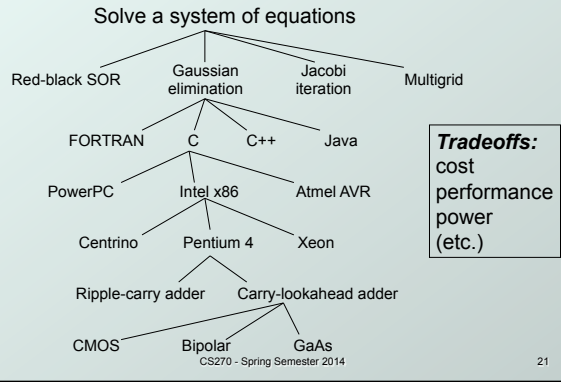 Solve a system of equations
Red-black SOR Gaussian elimination Jacobi iteration Multigrid
FORTRAN C C++ Java
Tradeoffs:
cost
performance
power
(etc.)
PowerPC Intel x86 Atmel AVR
Centrino Pentium 4 Xeon
Ripple-carry adder Carry-lookahead adder
CMOS Bipolar GaAs
CS270 - Spring Semester 2014 21